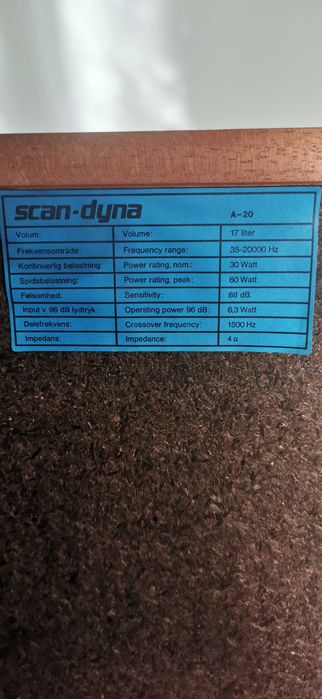 scan-dyna A-20
Volum: Volume: 17 liter
Frekvensområde: Frequency range: 35-20000 Hz
Kontinuerlig belastning Power rating, nom.: 30 Watt
Spidsbelastning: Power rating, peak: 60 Watt
Følsomhed: Sensitivity: 88 dB.
Input v. 96 dB lydtryk: Operating power 96 dB: 6,3 Watt
Delefrekvens: Crossover frequency: 1500 Hz
Impedans: Impedance: 4 Ω